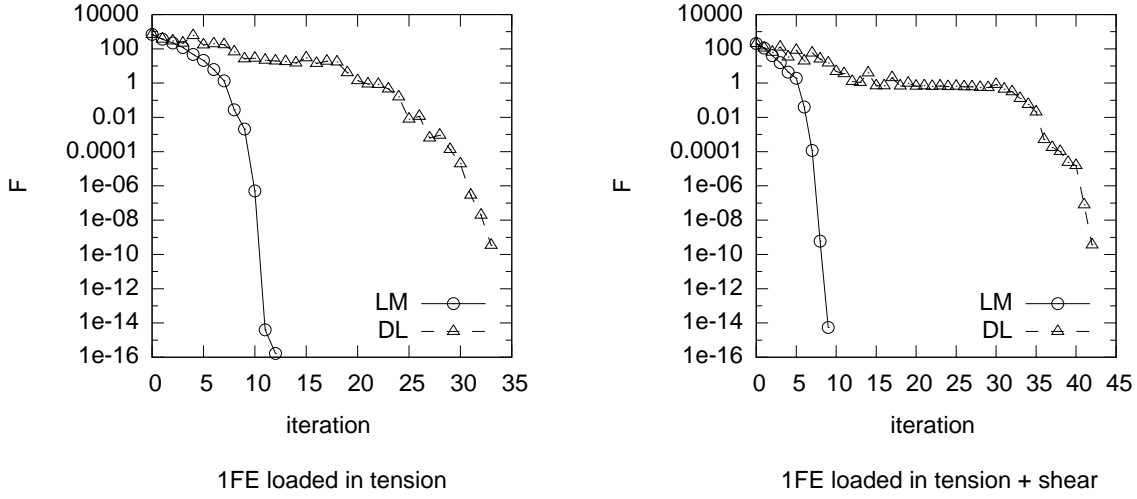 10000
100
1
0.01
0.0001
1e-06
1e-08
1e-10
1e-12
1e-14
1e-16
F
0 5 10 15 20 25 30 35
iteration
LM
DL
1FE loaded in tension
10000
100
1
0.01
0.0001
1e-06
1e-08
1e-10
1e-12
1e-14
1e-16
F
0 5 10 15 20 25 30 35 40 45
iteration
LM
DL
1FE loaded in tension + shear